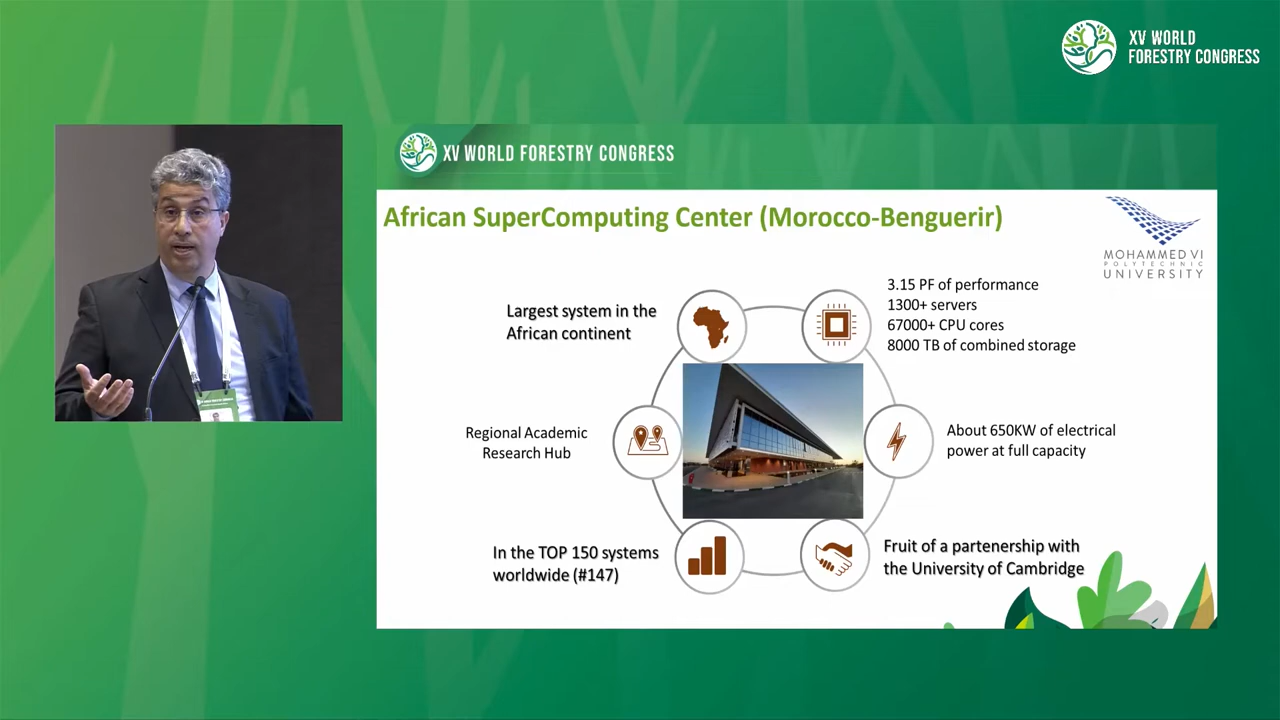 XV WORLD
FORESTRY CONGRESS
XV WORLD FORESTRY CONGRESS
African SuperComputing Center (Morocco-Benguerir)
MOHAMMED VI
POLYTECHNIC
UNIVERSITY
Largest system in the
African continent
3.15 PF of performance
1300+ servers
67000+ CPU cores
8000 TB of combined storage
Regional Academic
Research Hub
About 650KW of electrical
power at full capacity
In the TOP 150 systems
worldwide (#147)
Fruit of a partenership with
the University of Cambridge